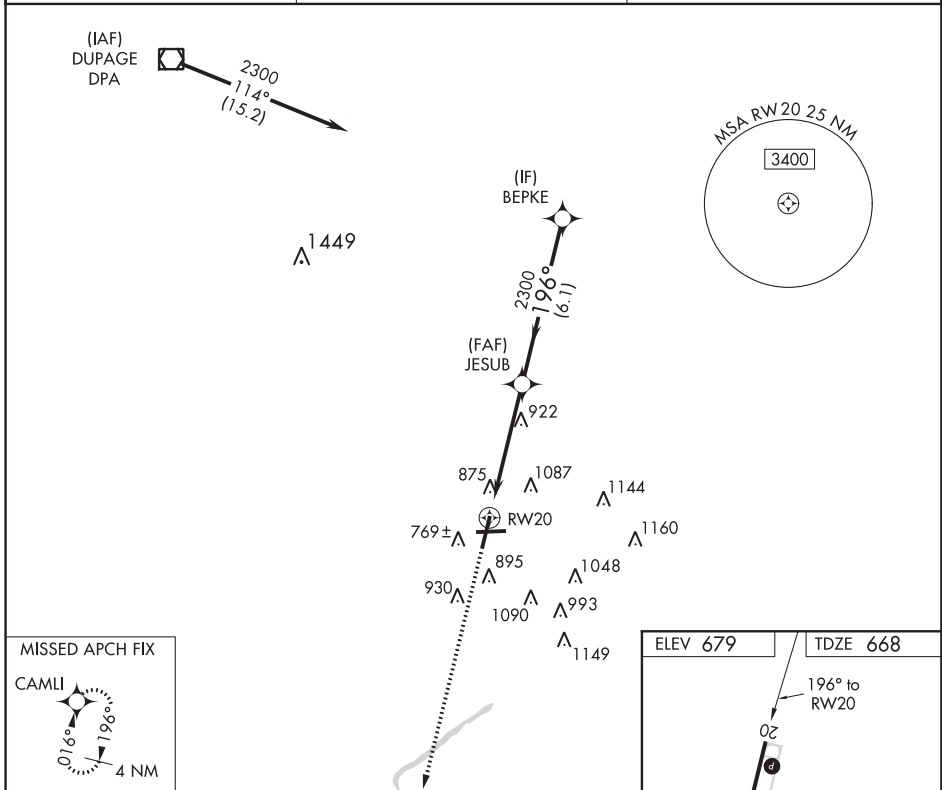 (IAF)
DUPAGE
DPA
2300
114°
(15.2)
MSA RW20 25 NM
3400
(IF)
BEPKE
1449
2300
196°
(6.1)
(FAF)
JESUB
922
875
1087
1144
RW20
769±
1160
895
1048
930
1090
993
1149
MISSED APCH FIX
CAMLI
016°
196°
4 NM
ELEV 679
TDZE 668
196° to
RW20
20
P